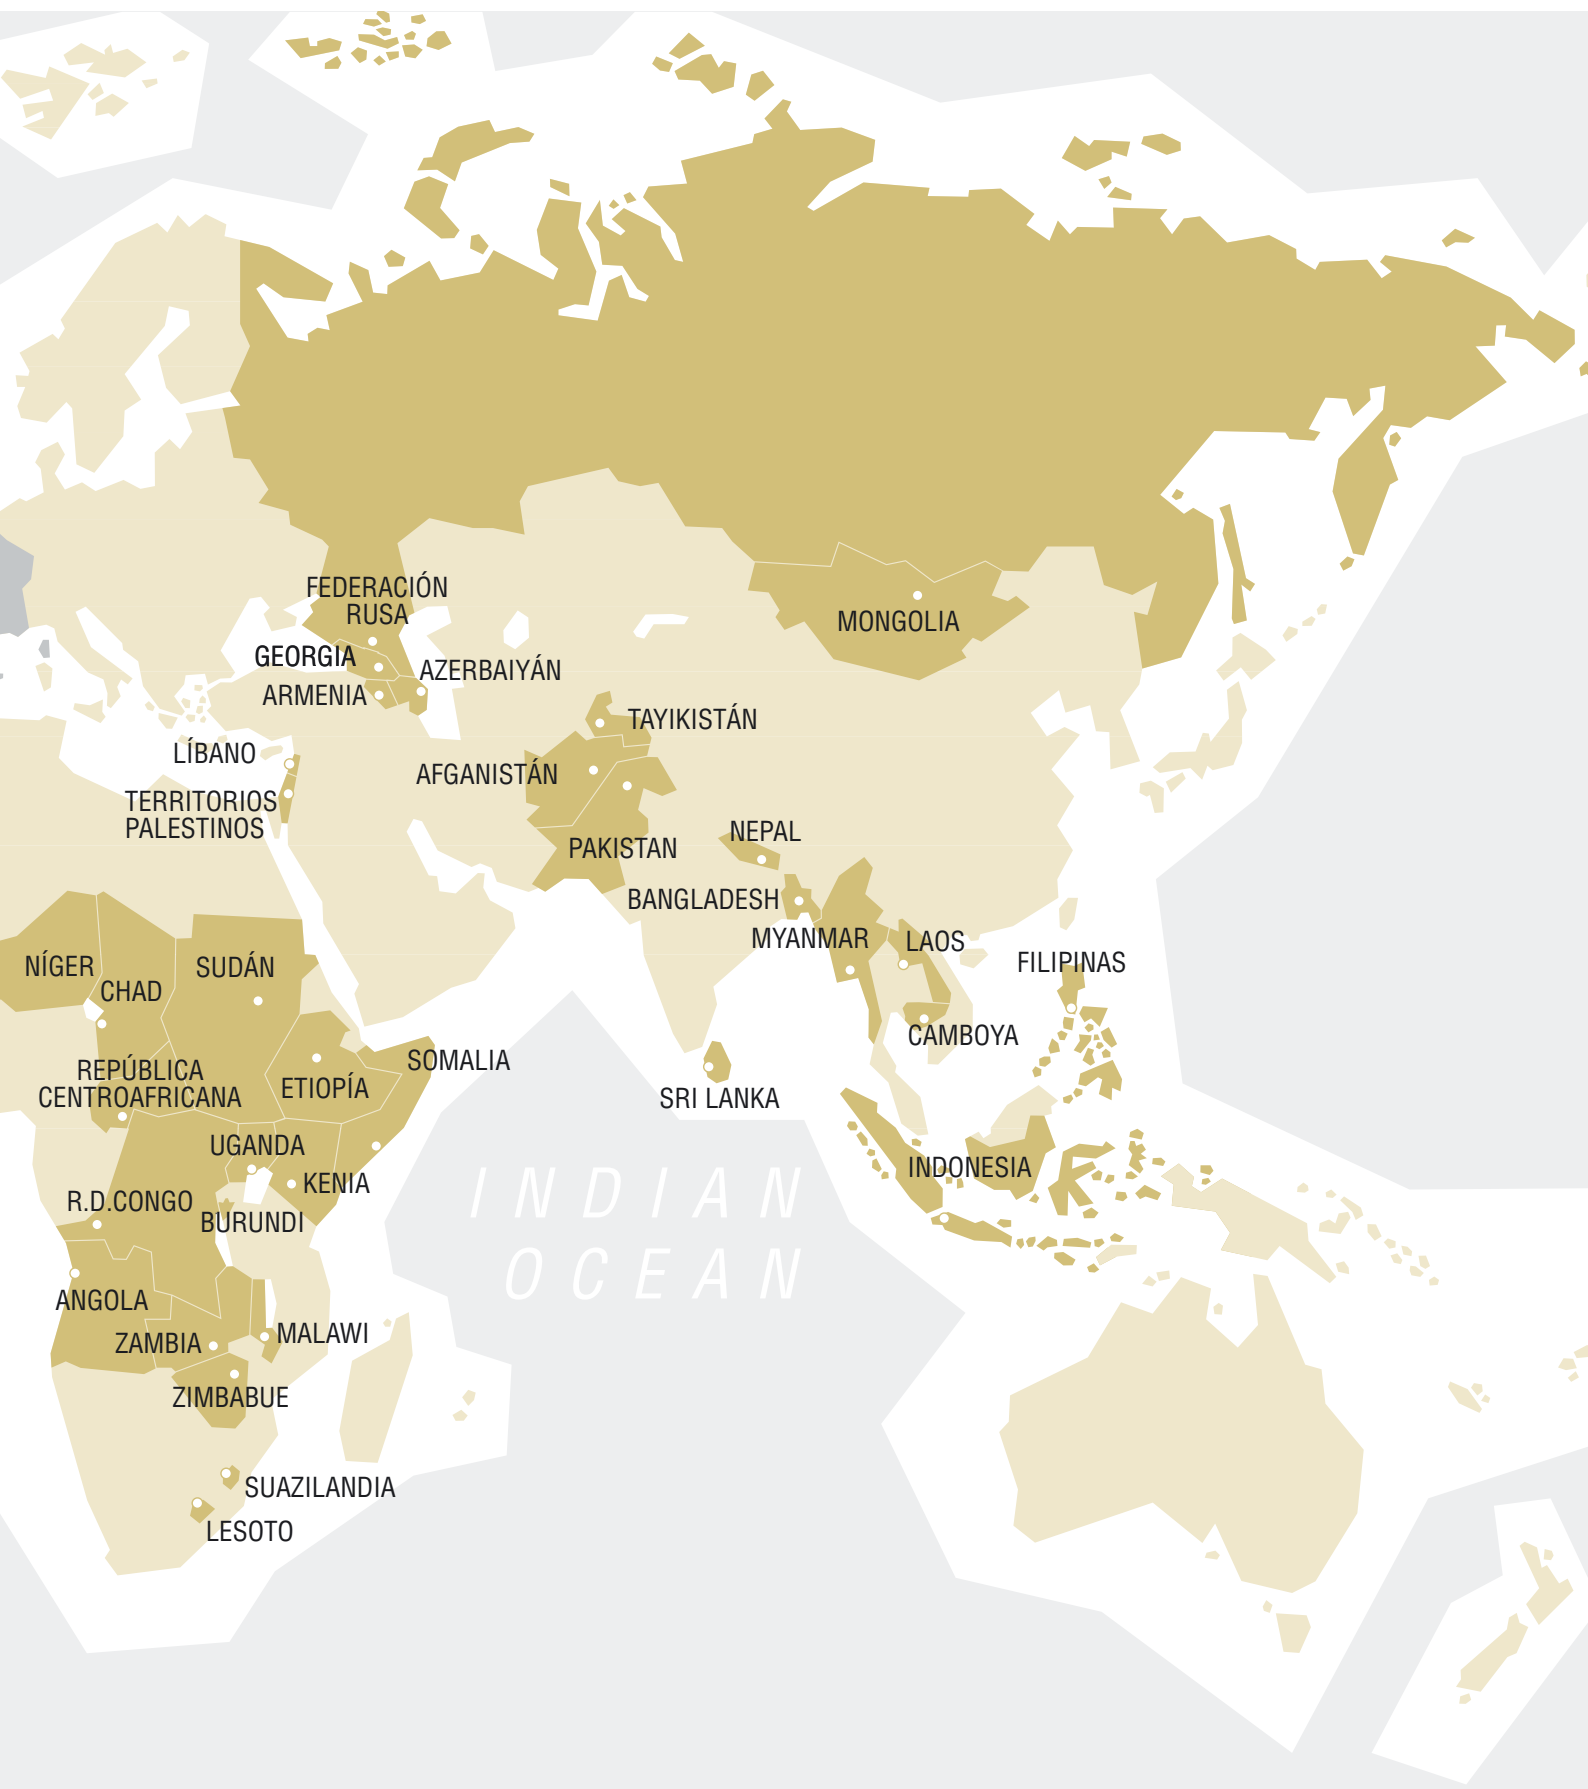 FEDERACIÓN
RUSA
MONGOLIA
GEORGIA
AZERBAIYÁN
ARMENIA
TAYIKISTÁN
LÍBANO
AFGANISTÁN
TERRITORIOS
PALESTINOS
NEPAL
PAKISTAN
BANGLADESH
MYANMAR
LAOS
FILIPINAS
NÍGER
SUDÁN
CHAD
CAMBOYA
SOMALIA
REPÚBLICA
CENTROAFRICANA
ETIOPÍA
SRI LANKA
UGANDA
INDONESIA
KENIA
R.D.CONGO
BURUNDI
INDIAN
OCEAN
ANGOLA
ZAMBIA
MALAWI
ZIMBABUE
SUAZILANDIA
LESOTO